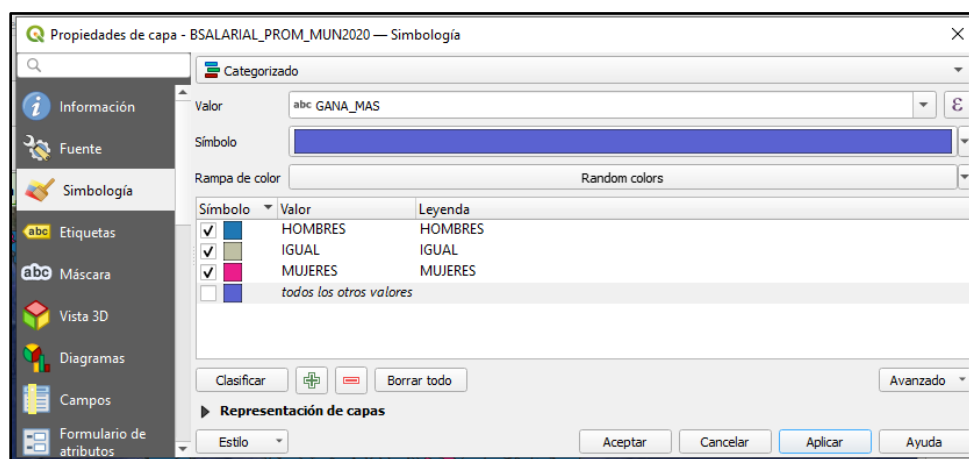 Propiedades de capa - BSALARIAL_PROM_MUN2020 — Simbología
Categorizado
Información
Valor
abc GANA_MAS
ε
Fuente
Símbolo
Simbología
Rampa de color
Random colors
Símbolo Valor Leyenda
abc Etiquetas
HOMBRES HOMBRES
IGUAL IGUAL
abc Máscara
MUJERES MUJERES
todos los otros valores
Vista 3D
Diagramas
Clasificar
Borrar todo
Avanzado
Campos
Representación de capas
Formulario de
atributos
Estilo
Aceptar
Cancelar
Aplicar
Ayuda